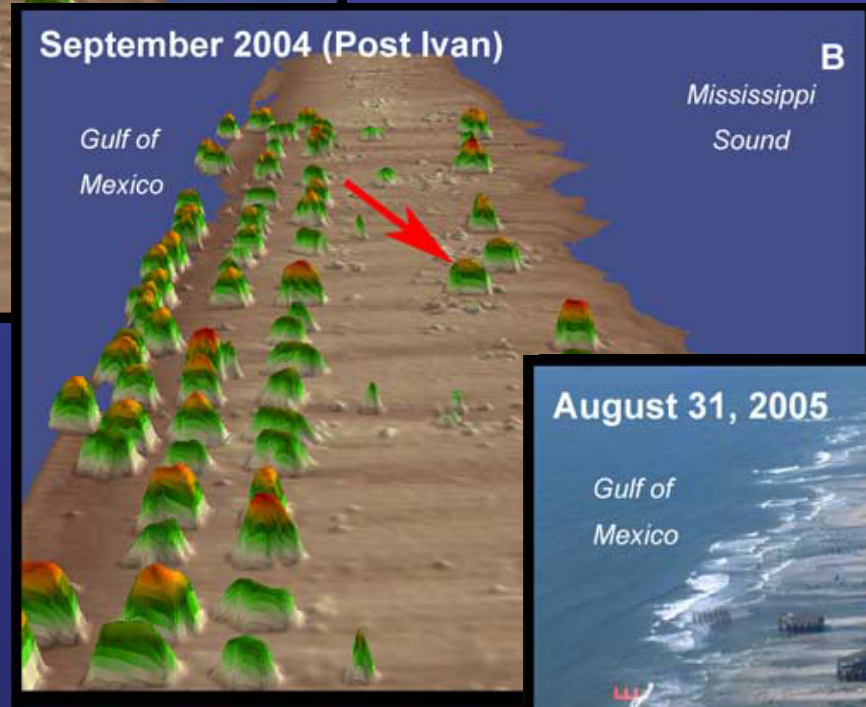 September 2004 (Post Ivan)
B
Gulf of
Mexico
Mississippi
Sound
August 31, 2005
Gulf of
Mexico